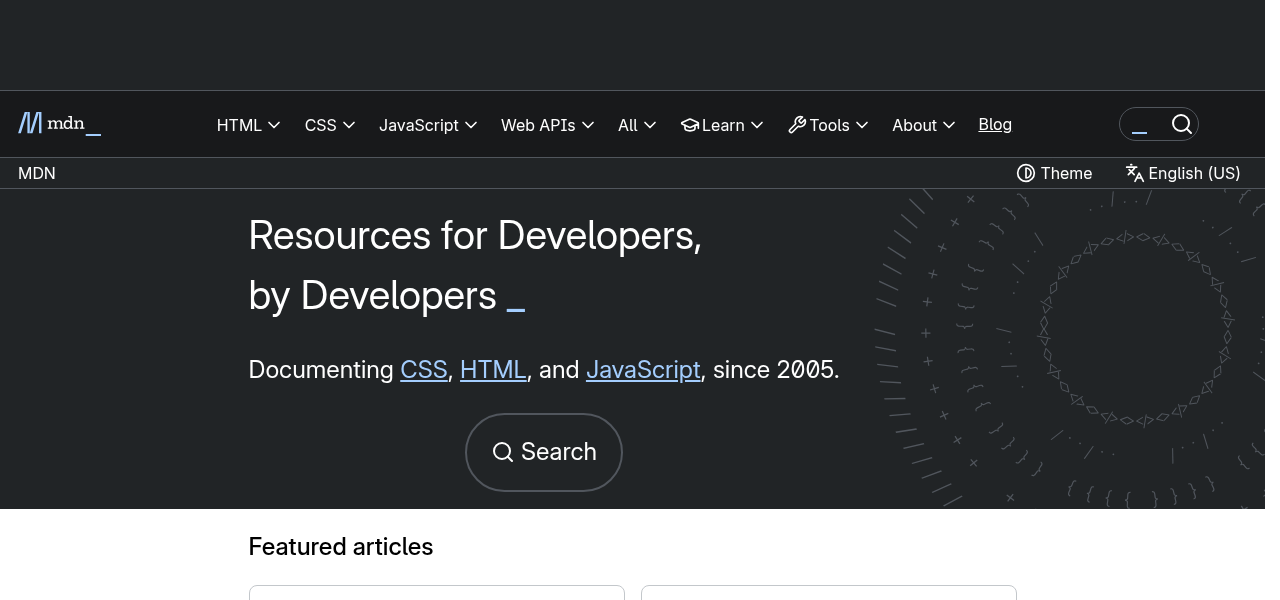 mdn_
HTML CSS JavaScript Web APIs All Learn Tools About Blog _
MDN Theme English (US)
Resources for Developers,
by Developers _
Documenting CSS, HTML, and JavaScript, since 2005.
Search
Featured articles